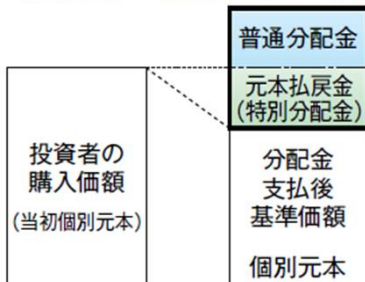 普通分配金
元本払戻金
(特別分配金)
投資者の
購入価額
(当初個別元本)
分配金
支払後
基準価額
個別元本